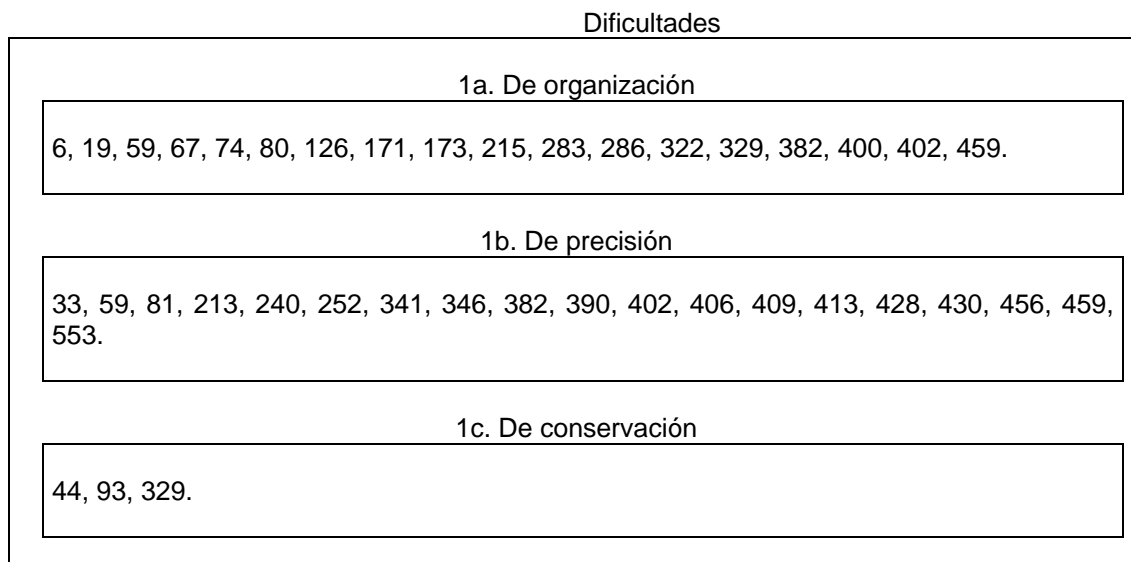 Dificultades
1a. De organización
6, 19, 59, 67, 74, 80, 126, 171, 173, 215, 283, 286, 322, 329, 382, 400, 402, 459.
1b. De precisión
33, 59, 81, 213, 240, 252, 341, 346, 382, 390, 402, 406, 409, 413, 428, 430, 456, 459,
553.
1c. De conservación
44, 93, 329.